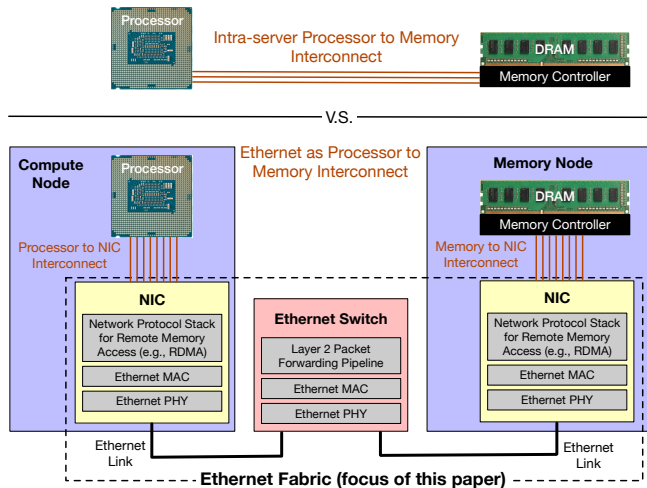 Processor
Intra-server Processor to Memory
Interconnect
DRAM
Memory Controller
V.S.
Compute
Node
Processor
Ethernet as Processor to
Memory Interconnect
Memory Node
DRAM
Memory Controller
Processor to NIC
Interconnect
Memory to NIC
Interconnect
NIC
Network Protocol Stack
for Remote Memory
Access (e.g., RDMA)
Ethernet MAC
Ethernet PHY
Ethernet Switch
Layer 2 Packet
Forwarding Pipeline
Ethernet MAC
Ethernet PHY
NIC
Network Protocol Stack
for Remote Memory
Access (e.g., RDMA)
Ethernet MAC
Ethernet PHY
Ethernet
Link
Ethernet
Link
Ethernet Fabric (focus of this paper)